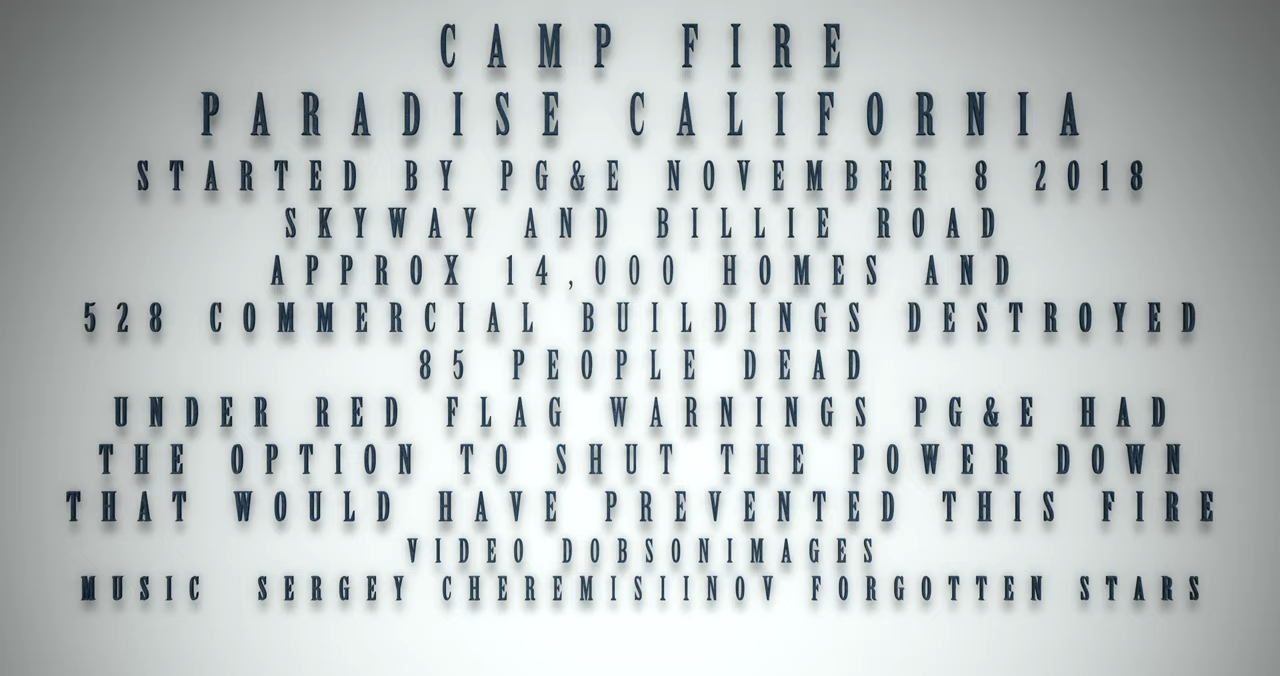 CAMP FIRE
PARADISE CALIFORNIA
STARTED BY PG&E NOVEMBER 8 2018
SKYWAY AND BILLIE ROAD
APPROX 14,000 HOMES AND
528 COMMERCIAL BUILDINGS DESTROYED
85 PEOPLE DEAD
UNDER RED FLAG WARNINGS PG&E HAD
THE OPTION TO SHUT THE POWER DOWN
THAT WOULD HAVE PREVENTED THIS FIRE
VIDEO DOBSONIMAGES
MUSIC SERGEY CHEREMISIINOV FORGOTTEN STARS